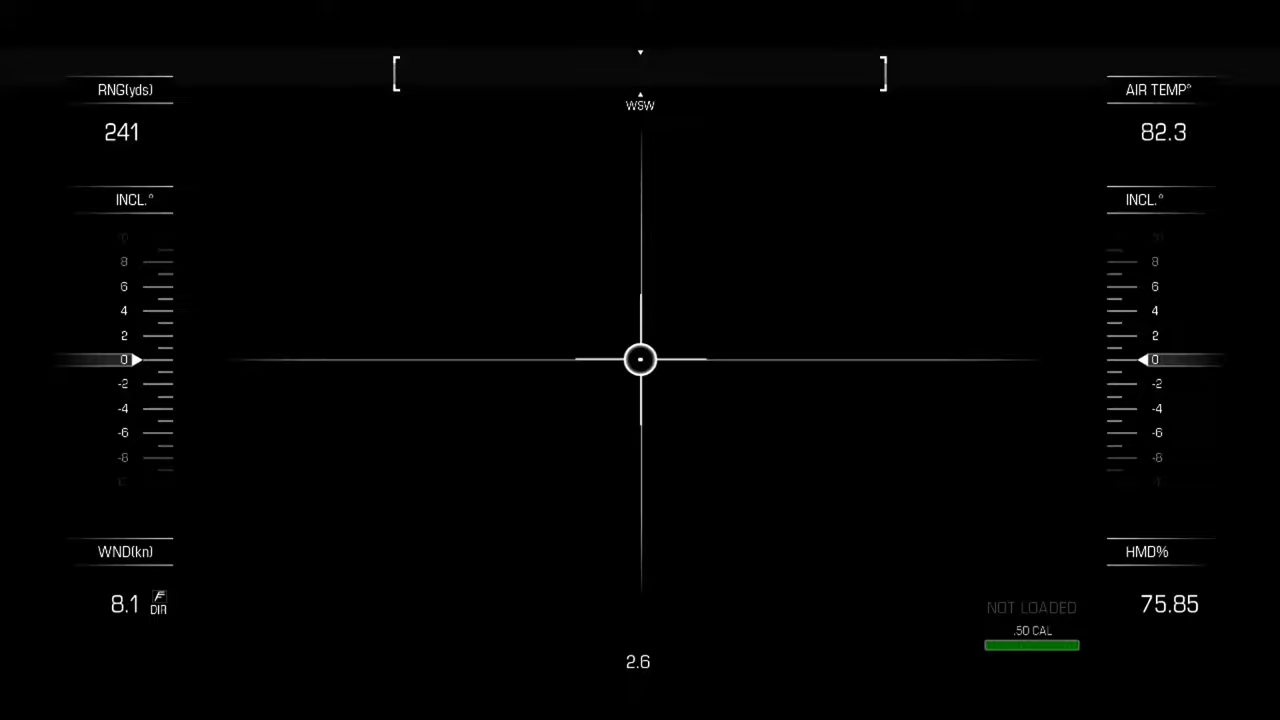 WSW
RNG(yds)
241
INCL.°
8
6
4
2
0
-2
-4
-6
-8
WND(kn)
8.1
F
DIR
AIR TEMP°
82.3
INCL.°
8
6
4
2
0
-2
-4
-6
-8
HMD%
75.85
NOT LOADED
.50 CAL
2.6